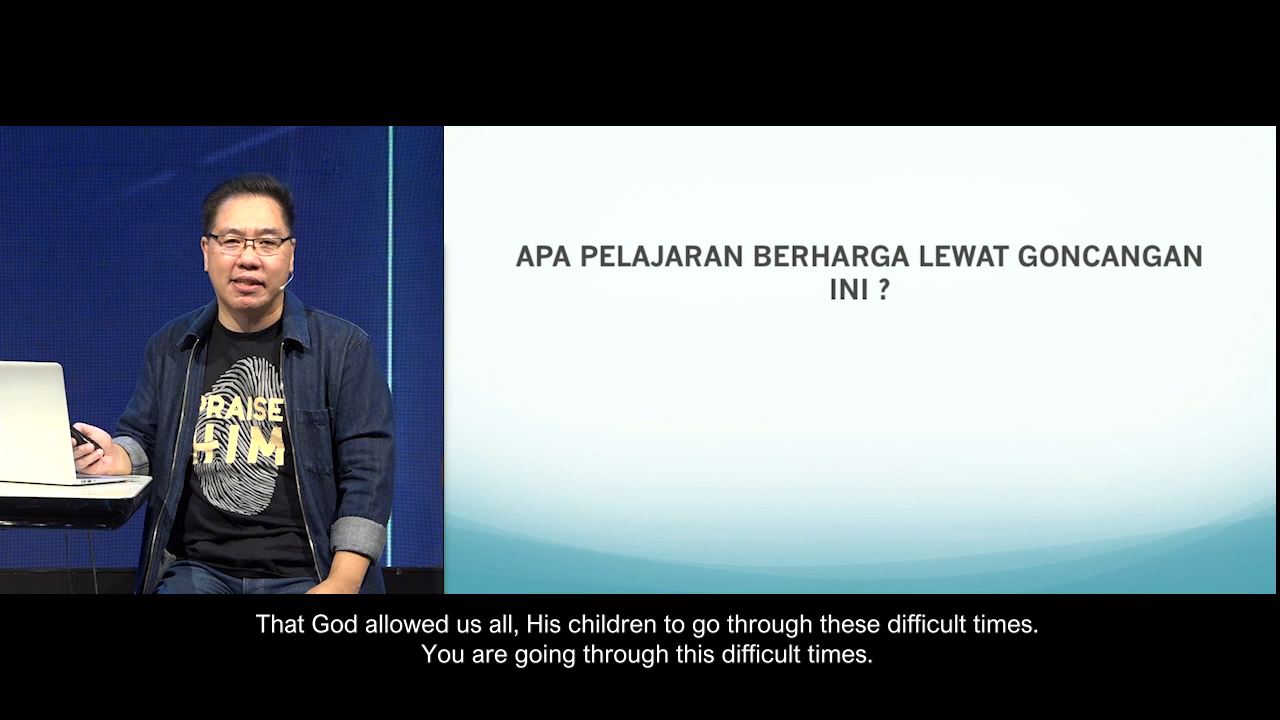 APA PELAJARAN BERHARGA LEWAT GONCANGAN
INI ?
PRAISE
HIM
That God allowed us all, His children to go through these difficult times.
You are going through this difficult times.